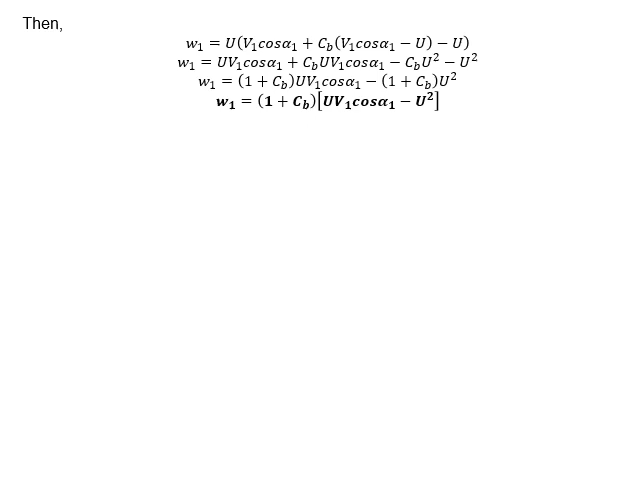 Then,
w₁ = U(V₁cosα₁ + C_b(V₁cosα₁ − U) − U)
w₁ = UV₁cosα₁ + C_bUV₁cosα₁ − C_bU² − U²
w₁ = (1 + C_b)UV₁cosα₁ − (1 + C_b)U²
w₁ = (1 + C_b)[UV₁cosα₁ − U²]